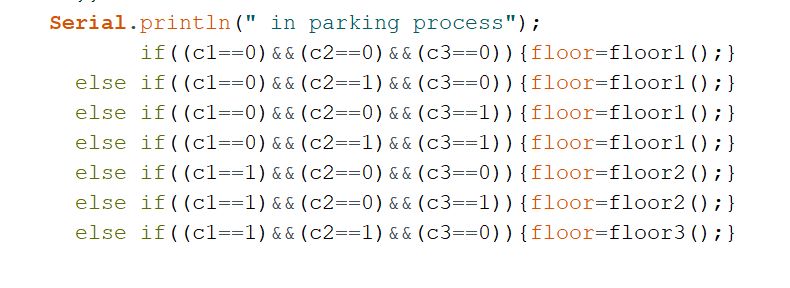 Serial.println(" in parking process");
if((c1==0)&&(c2==0)&&(c3==0)){floor=floor1();}
else if((c1==0)&&(c2==1)&&(c3==0)){floor=floor1();}
else if((c1==0)&&(c2==0)&&(c3==1)){floor=floor1();}
else if((c1==0)&&(c2==1)&&(c3==1)){floor=floor1();}
else if((c1==1)&&(c2==0)&&(c3==0)){floor=floor2();}
else if((c1==1)&&(c2==0)&&(c3==1)){floor=floor2();}
else if((c1==1)&&(c2==1)&&(c3==0)){floor=floor3();}